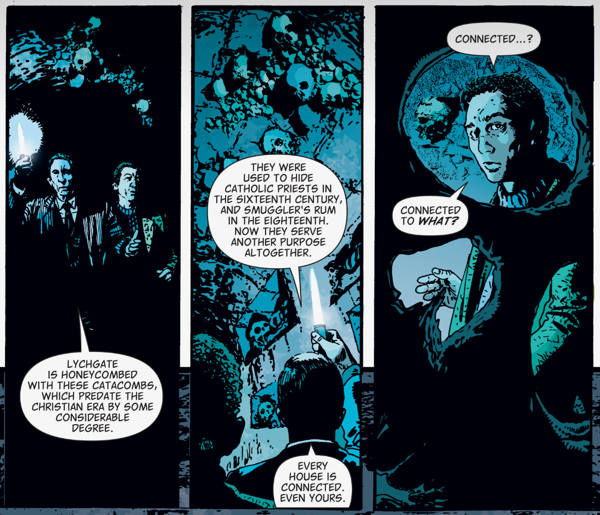 LYCHGATE
IS HONEYCOMBED
WITH THESE CATACOMBS,
WHICH PREDATE THE
CHRISTIAN ERA BY SOME
CONSIDERABLE
DEGREE.
THEY WERE
USED TO HIDE
CATHOLIC PRIESTS IN
THE SIXTEENTH CENTURY,
AND SMUGGLER'S RUM
IN THE EIGHTEENTH.
NOW THEY SERVE
ANOTHER PURPOSE
ALTOGETHER.
EVERY
HOUSE IS
CONNECTED.
EVEN YOURS.
CONNECTED...?
CONNECTED
TO WHAT?